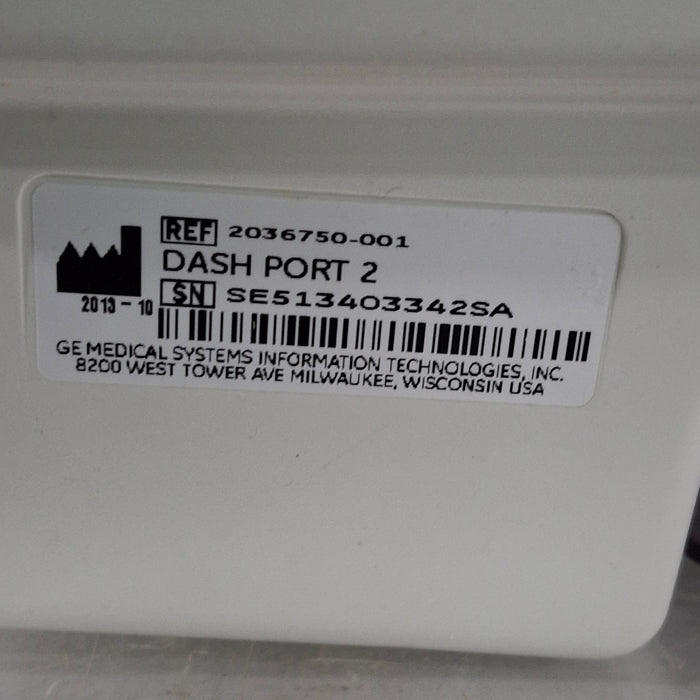 REF 2036750-001
DASH PORT 2
2013-10 SN SE513403342SA
GE MEDICAL SYSTEMS INFORMATION TECHNOLOGIES, INC.
8200 WEST TOWER AVE MILWAUKEE, WISCONSIN USA